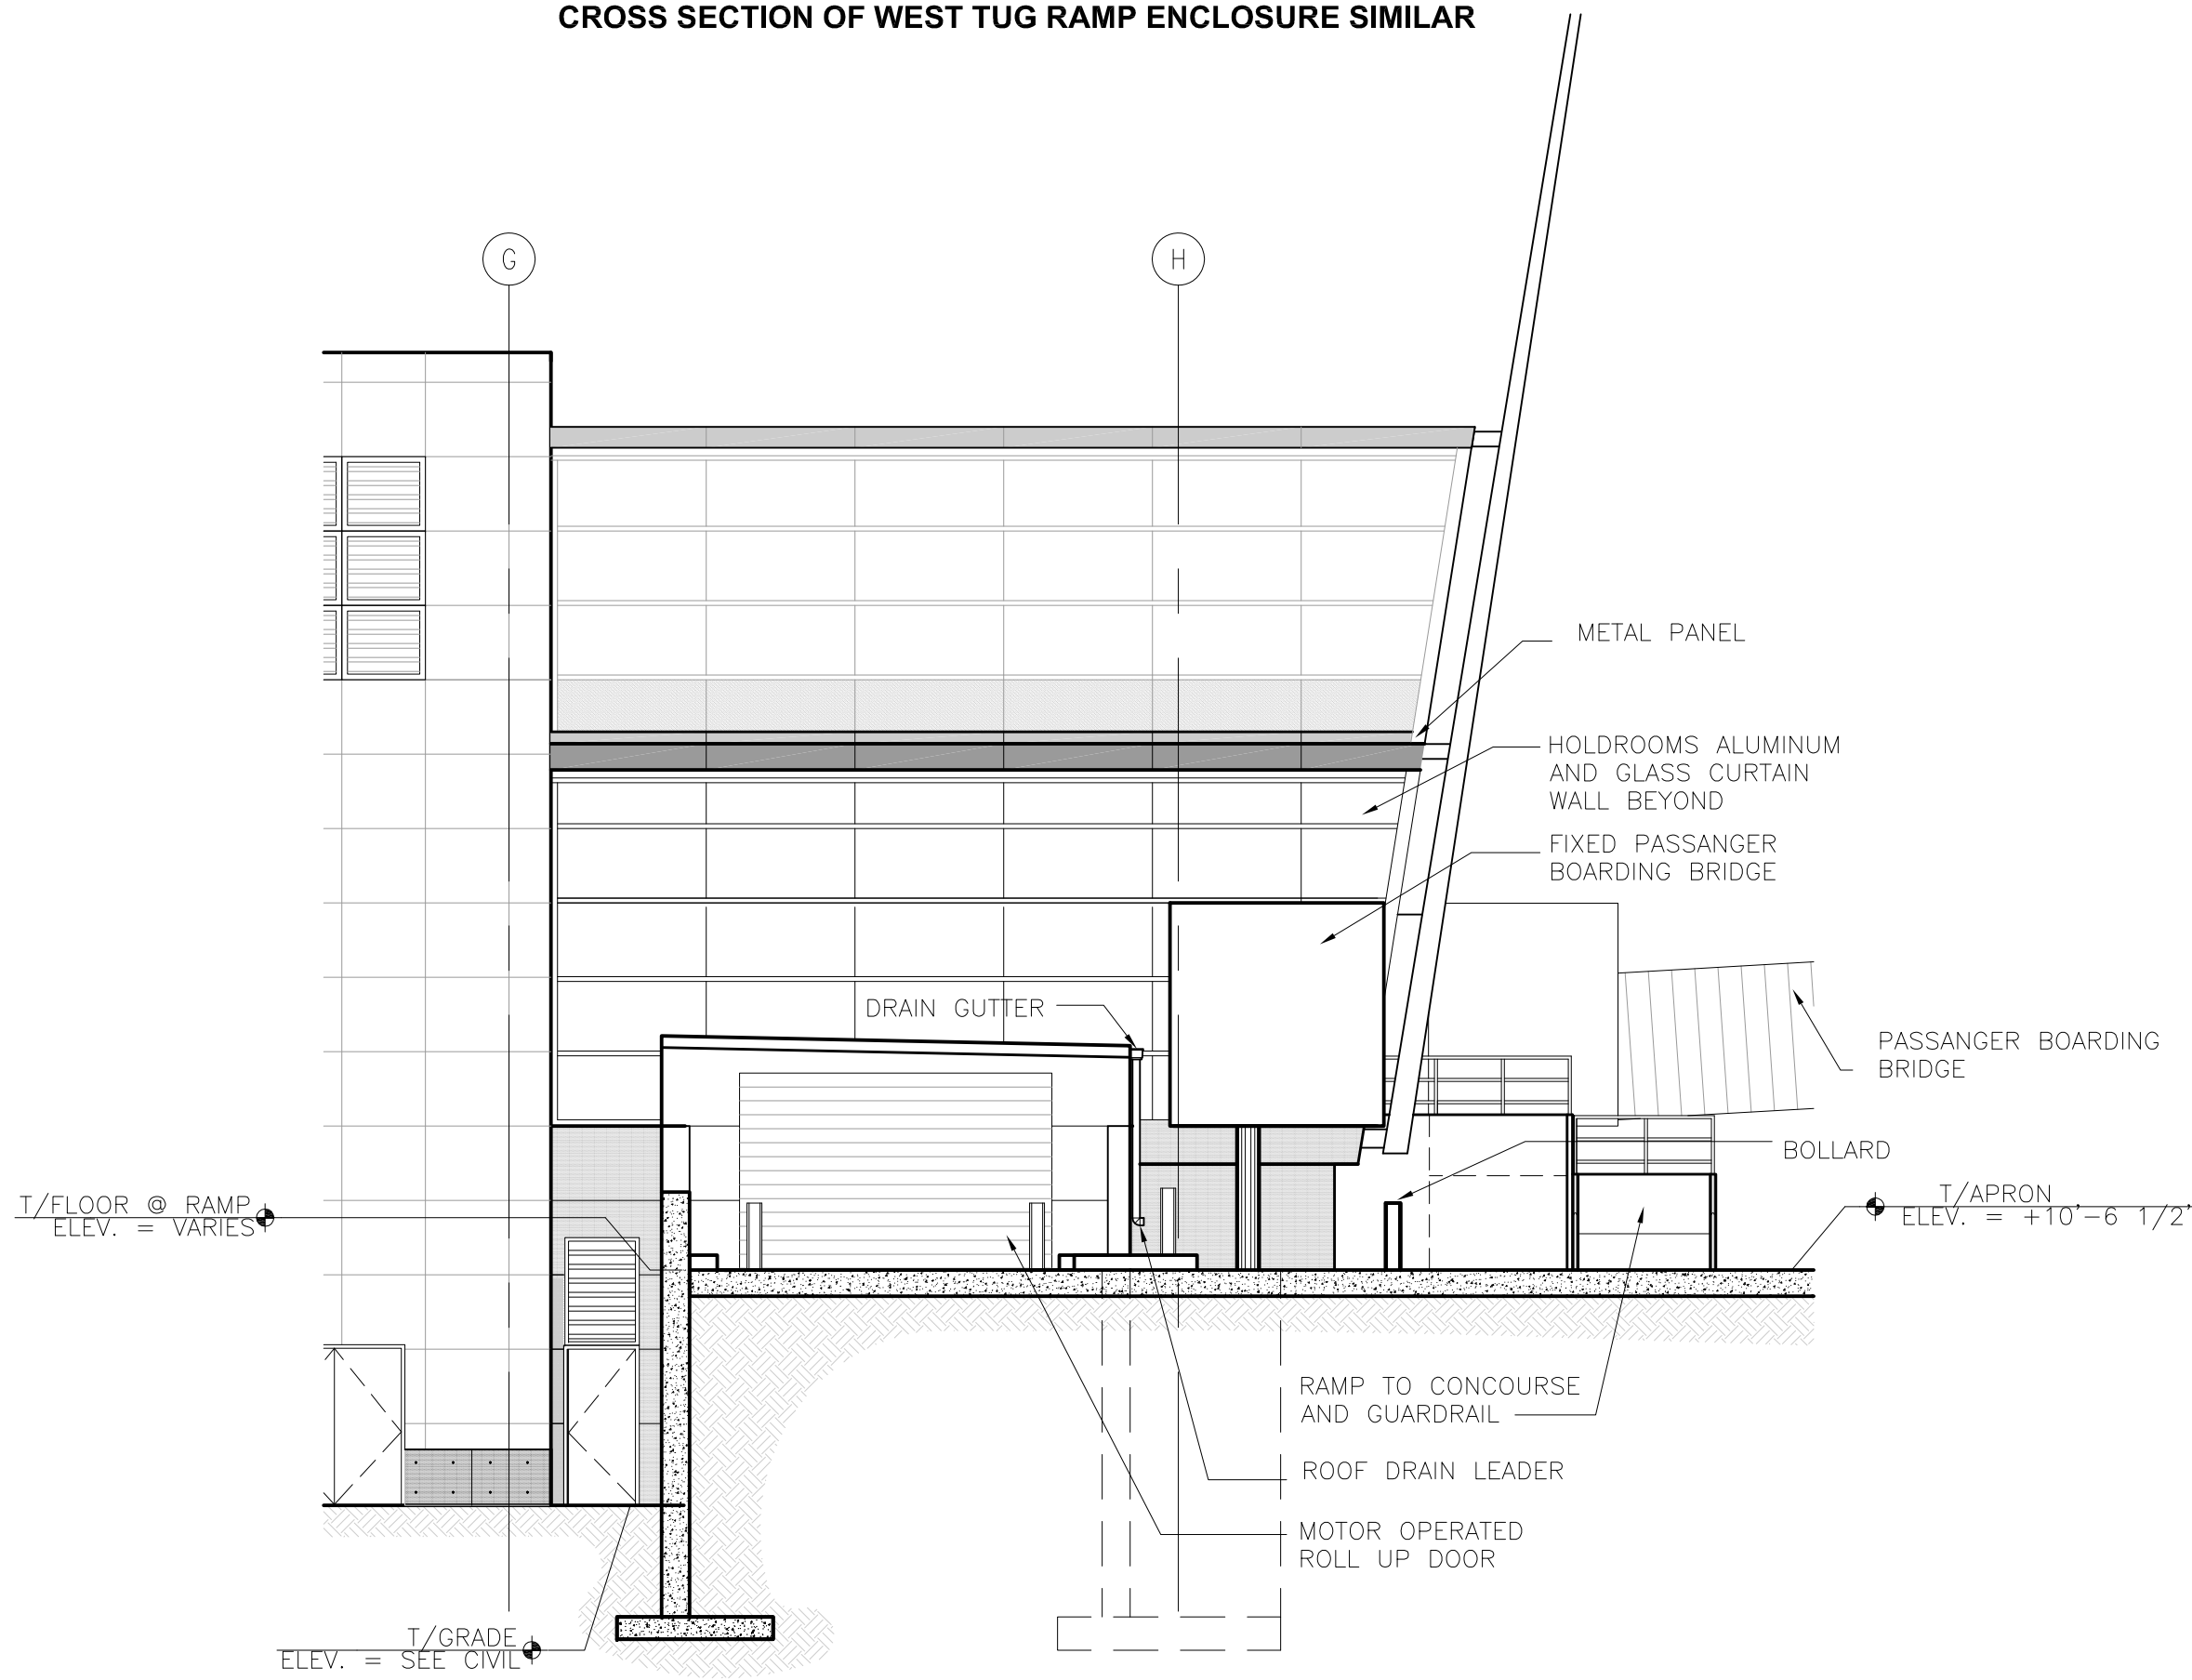 CROSS SECTION OF WEST TUG RAMP ENCLOSURE SIMILAR
G
H
METAL PANEL
HOLDROOMS ALUMINUM
AND GLASS CURTAIN
WALL BEYOND
FIXED PASSANGER
BOARDING BRIDGE
DRAIN GUTTER
PASSANGER BOARDING
BRIDGE
BOLLARD
T/FLOOR @ RAMP
ELEV. = VARIES
T/APRON
ELEV. = +10'-6 1/2"
RAMP TO CONCOURSE
AND GUARDRAIL
ROOF DRAIN LEADER
MOTOR OPERATED
ROLL UP DOOR
T/GRADE
ELEV. = SEE CIVIL